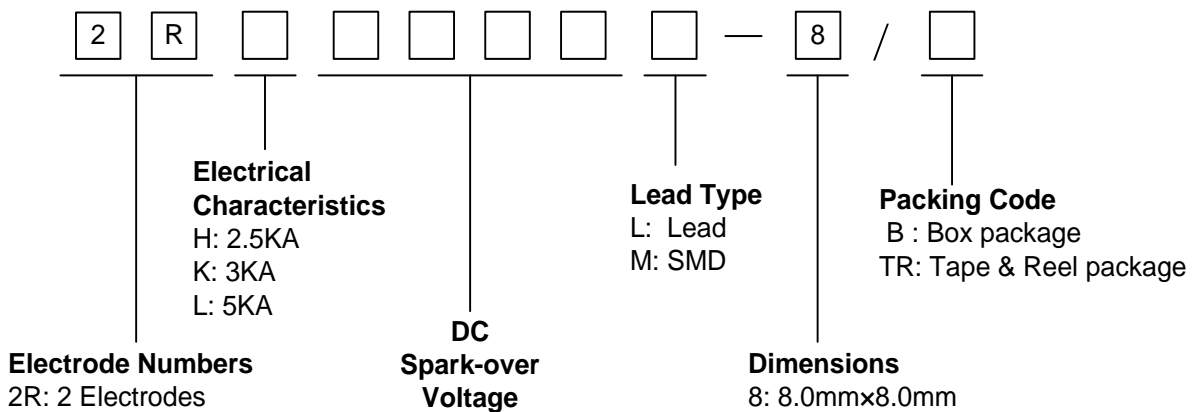 2 R — 8 /
Electrical
Characteristics
H: 2.5KA
K: 3KA
L: 5KA
Lead Type
L: Lead
M: SMD
Packing Code
B : Box package
TR: Tape & Reel package
Electrode Numbers
2R: 2 Electrodes
DC
Spark-over
Voltage
Dimensions
8: 8.0mm×8.0mm